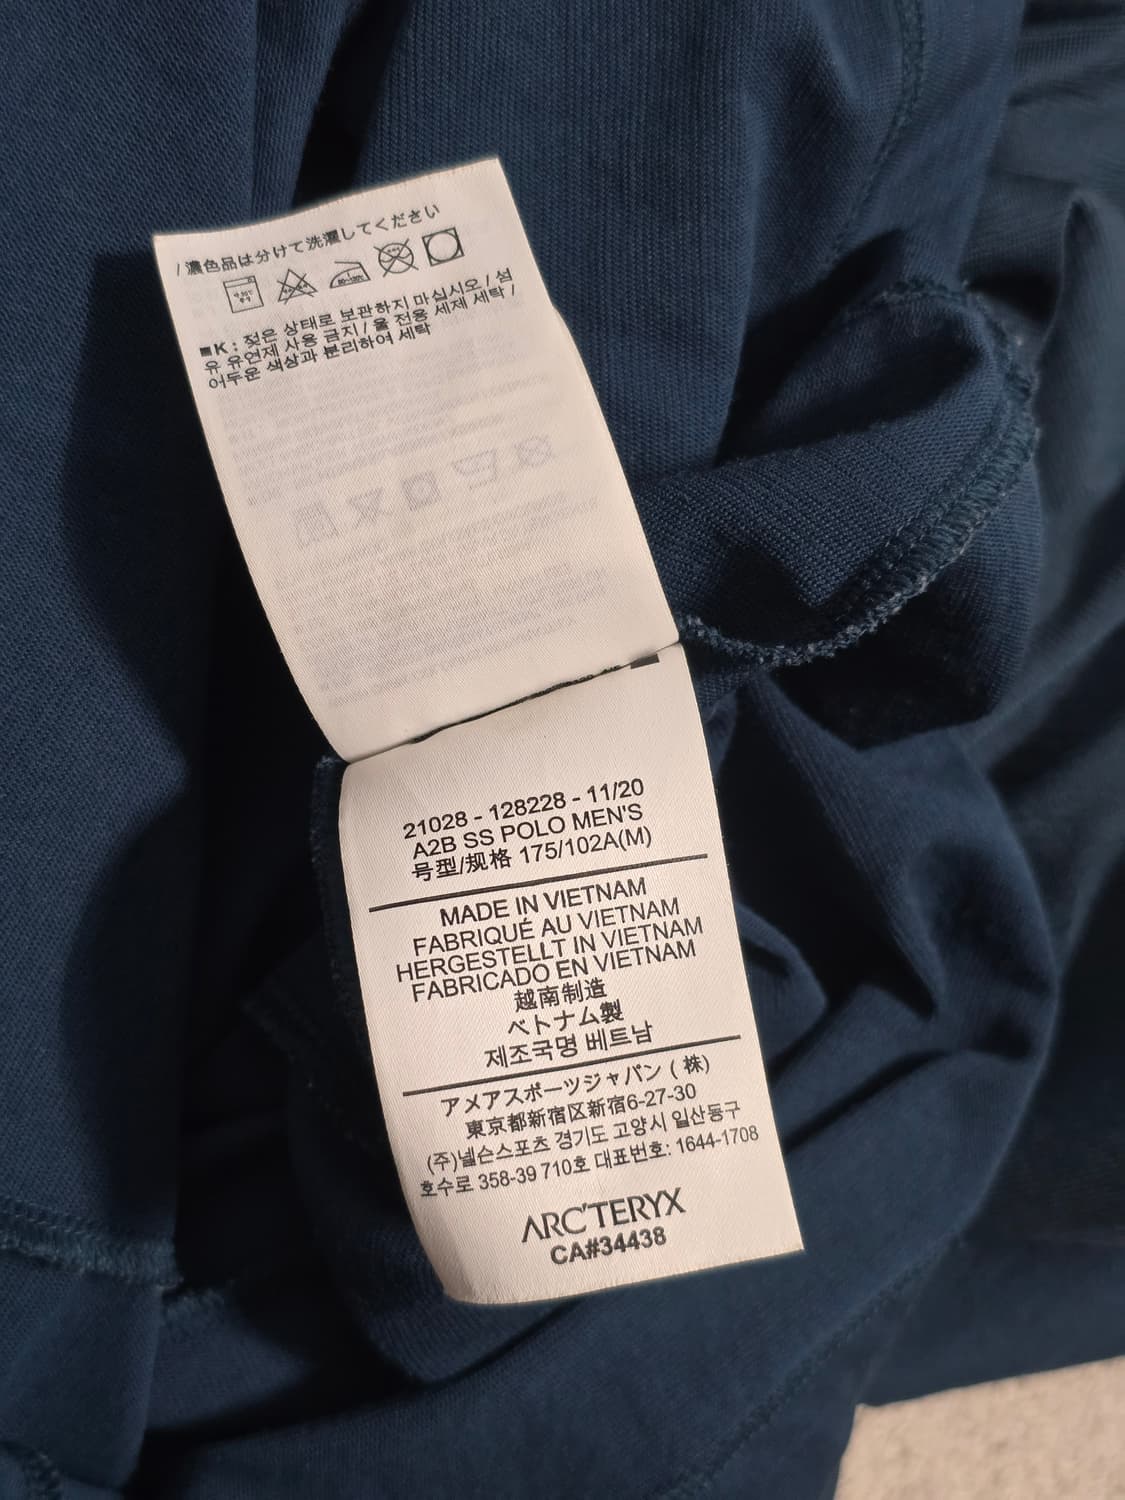 /濃色品は分けて洗濯してください
■K : 젖은 상태로 보관하지 마십시오 / 섬
유 유연제 사용 금지 / 울 전용 세제 세탁 /
어두운 색상과 분리하여 세탁
21028 - 128228 - 11/20
A2B SS POLO MEN'S
号型/规格 175/102A(M)
MADE IN VIETNAM
FABRIQUÉ AU VIETNAM
HERGESTELLT IN VIETNAM
FABRICADO EN VIETNAM
越南制造
ベトナム製
제조국명 베트남
アメアスポーツジャパン ( 株)
東京都新宿区新宿6-27-30
(주)넬슨스포츠 경기도 고양시 일산동구
호수로 358-39 710호 대표번호: 1644-1708
ARC'TERYX
CA#34438